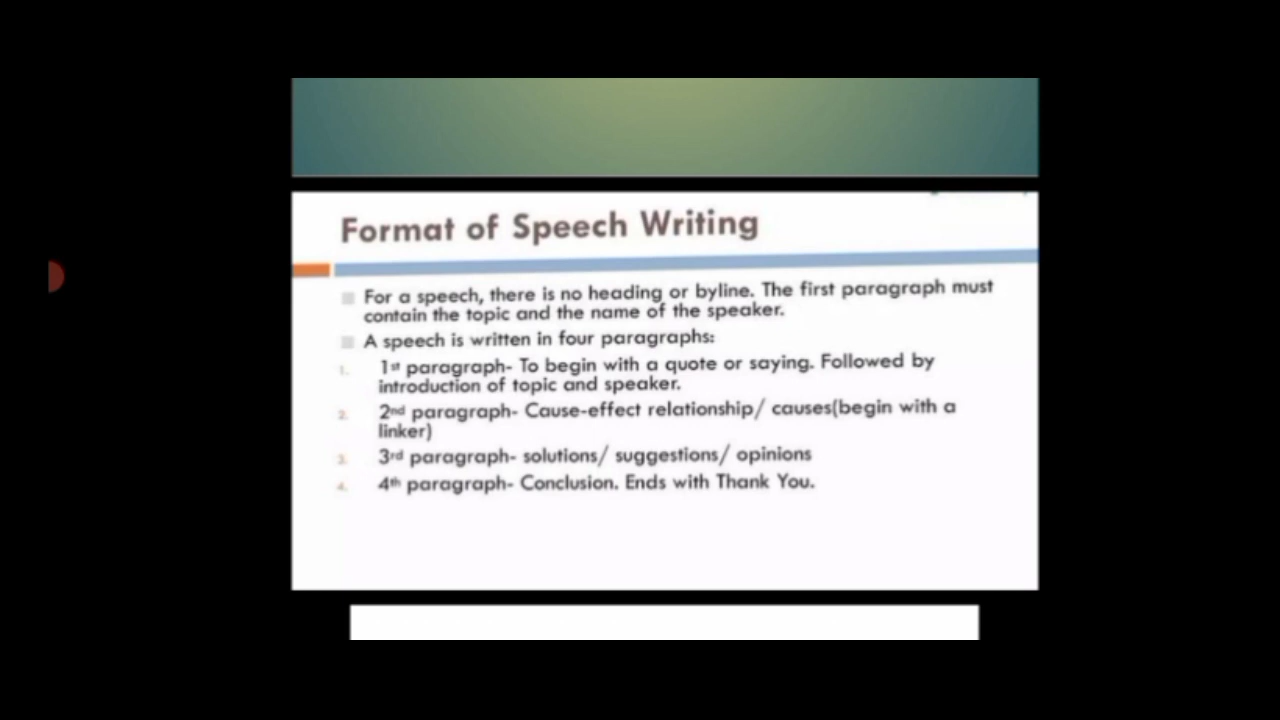 Format of Speech Writing
For a speech, there is no heading or byline. The first paragraph must
contain the topic and the name of the speaker.
A speech is written in four paragraphs:
1. 1st paragraph- To begin with a quote or saying. Followed by
introduction of topic and speaker.
2. 2nd paragraph- Cause-effect relationship/ causes(begin with a
linker)
3. 3rd paragraph- solutions/ suggestions/ opinions
4. 4th paragraph- Conclusion. Ends with Thank You.